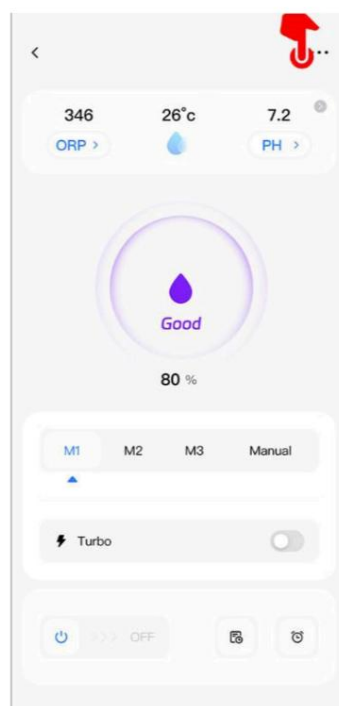 346 26°c 7.2
ORP > PH >
Good
80 %
M1 M2 M3 Manual
Turbo
>>> OFF